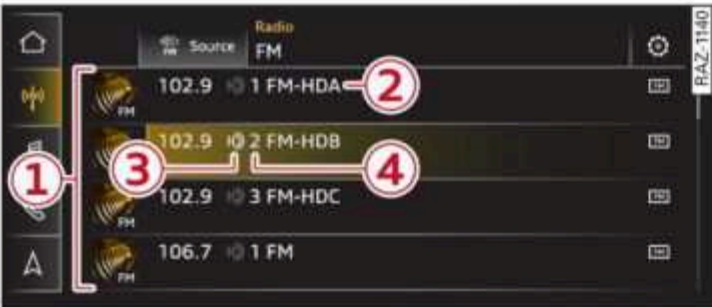 Radio
Source FM
102.9 1 FM-HDA
FM
102.9 2 FM-HDB
102.9 3 FM-HDC
FM
106.7 1 FM
FM
1
2
3
4
RAZ-1140